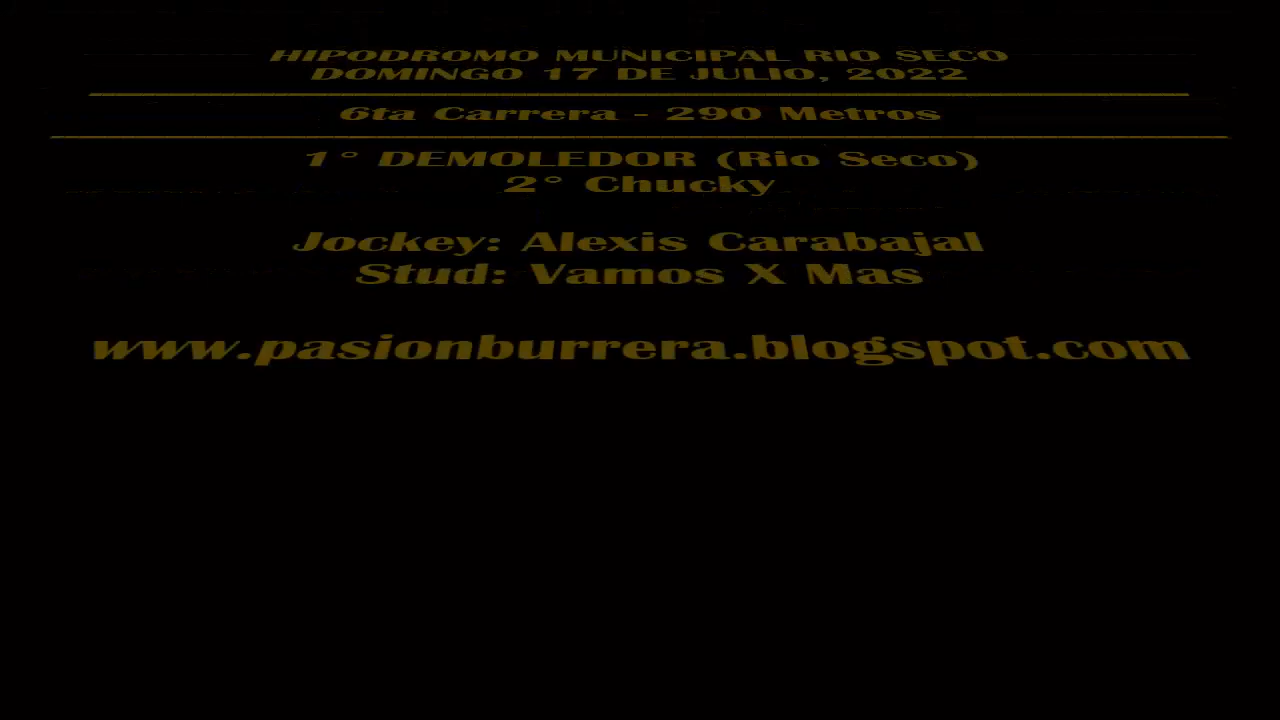 HIPODROMO MUNICIPAL RIO SECO
DOMINGO 17 DE JULIO, 2022
6ta Carrera - 290 Metros
1° DEMOLEDOR (Rio Seco)
2° Chucky
Jockey: Alexis Carabajal
Stud: Vamos X Mas
www.pasionburrera.blogspot.com